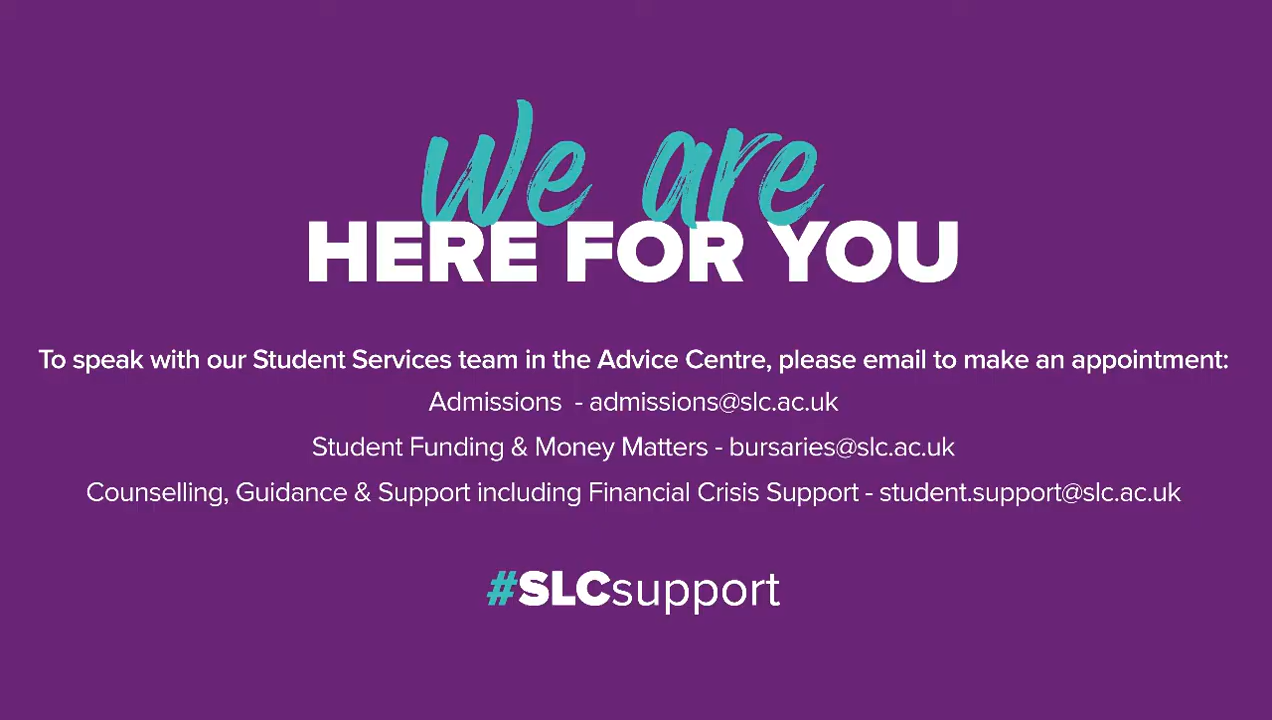 we are
HERE FOR YOU
To speak with our Student Services team in the Advice Centre, please email to make an appointment:
Admissions - admissions@slc.ac.uk
Student Funding & Money Matters - bursaries@slc.ac.uk
Counselling, Guidance & Support including Financial Crisis Support - student.support@slc.ac.uk
#SLCsupport